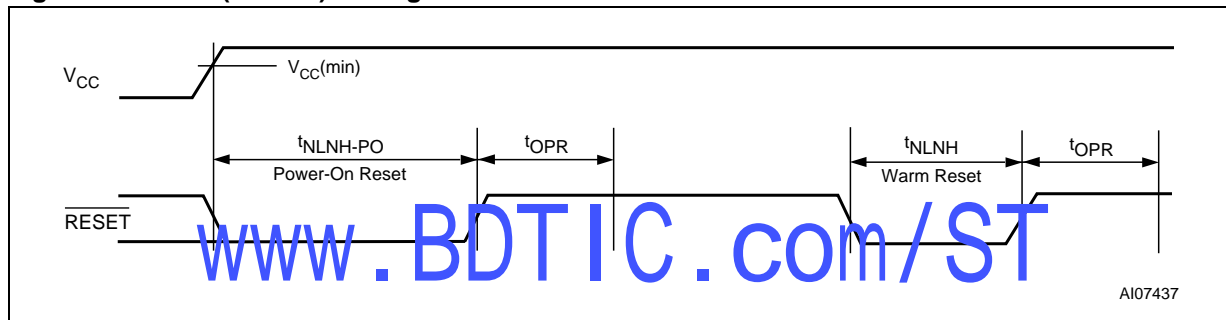 VCC
VCC(min)
tNLNH-PO
tOPR
tNLNH
tOPR
Power-On Reset
Warm Reset
RESET
www.BDTIC.com/ST
AI07437